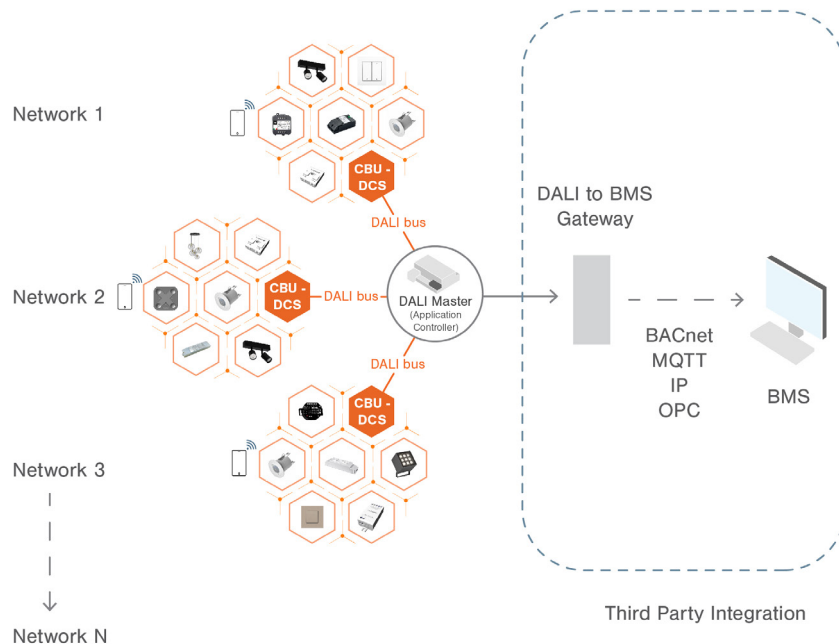 Network 1
CBU -
DCS
DALI bus
Network 2
CBU -
DCS
DALI bus
DALI Master
(Application
Controller)
DALI bus
CBU -
DCS
Network 3
Network N
DALI to BMS
Gateway
BACnet
MQTT
IP
OPC
BMS
Third Party Integration